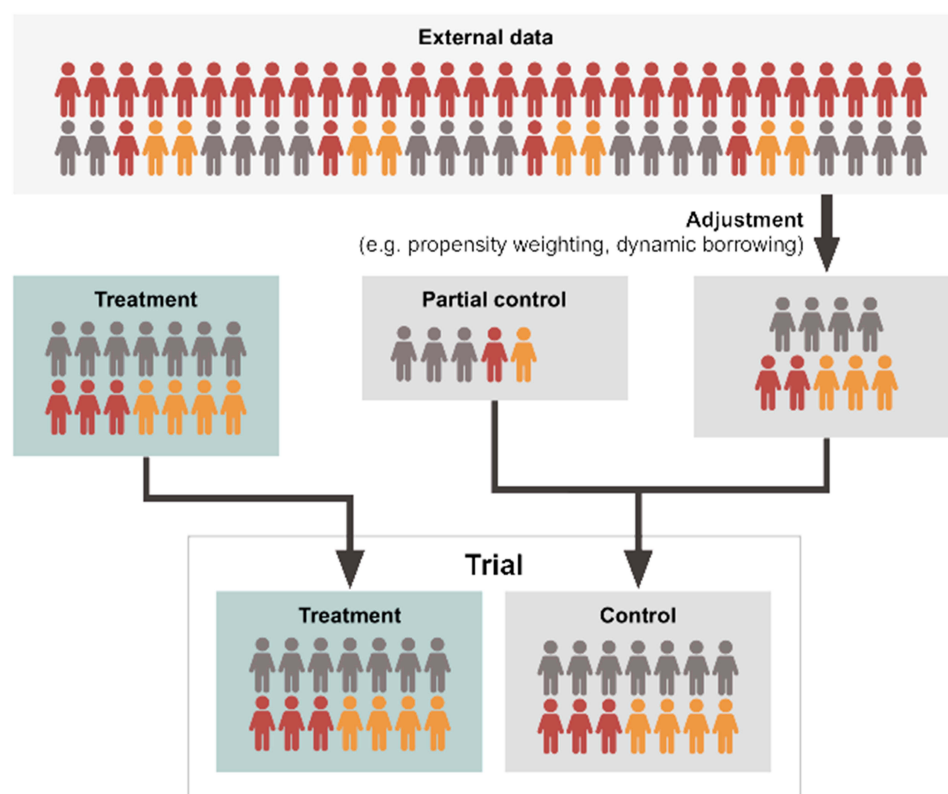 External data
Adjustment
(e.g. propensity weighting, dynamic borrowing)
Treatment
Partial control
Trial
Treatment
Control